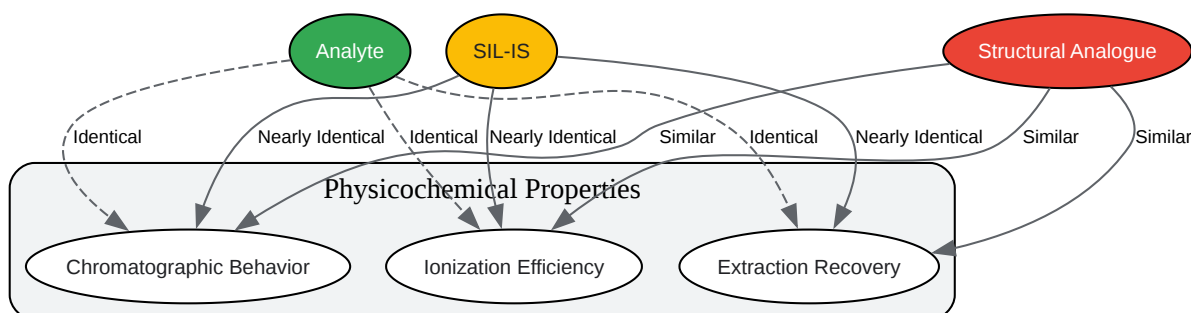 Analyte
SIL-IS
Structural Analogue
Identical
Nearly Identical
Identical
Nearly Identical
Similar
Identical
Nearly Identical
Similar
Similar
Physicochemical Properties
Chromatographic Behavior
Ionization Efficiency
Extraction Recovery